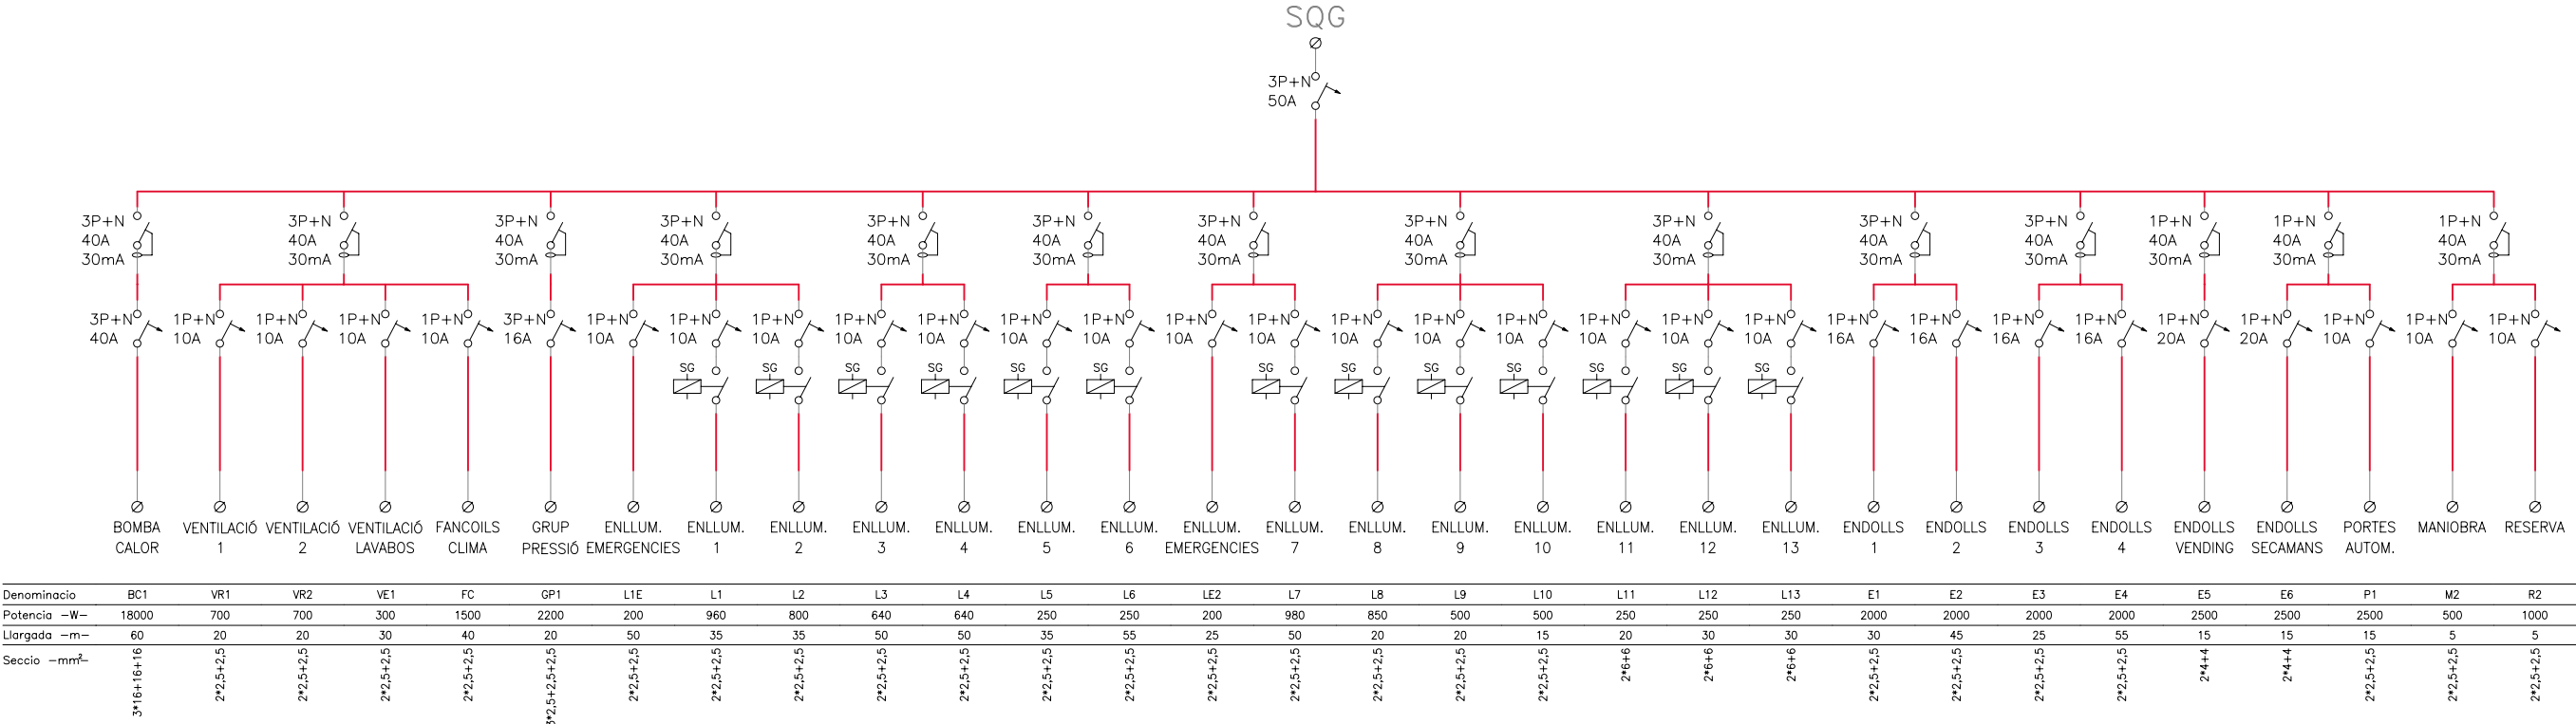 SQG
3P+N
50A
3P+N 3P+N 3P+N 3P+N 3P+N 3P+N 3P+N 3P+N 3P+N 3P+N 3P+N 1P+N 1P+N 1P+N
40A 40A 40A 40A 40A 40A 40A 40A 40A 40A 40A 40A 40A 40A
30mA 30mA 30mA 30mA 30mA 30mA 30mA 30mA 30mA 30mA 30mA 30mA 30mA 30mA
3P+N 1P+N 1P+N 1P+N 1P+N 3P+N 1P+N 1P+N 1P+N 1P+N 1P+N 1P+N 1P+N 1P+N 1P+N 1P+N 1P+N 1P+N 1P+N 1P+N 1P+N 1P+N 1P+N 1P+N 1P+N 1P+N 1P+N 1P+N 1P+N 1P+N
40A 10A 10A 10A 10A 16A 10A 10A 10A 10A 10A 10A 10A 10A 10A 10A 10A 10A 10A 10A 10A 16A 16A 16A 16A 20A 20A 10A 10A 10A
SG SG SG SG SG SG SG SG SG SG SG SG SG
BOMBA VENTILACIÓ VENTILACIÓ VENTILACIÓ FANCOILS GRUP ENLLUM. ENLLUM. ENLLUM. ENLLUM. ENLLUM. ENLLUM. ENLLUM. ENLLUM. ENLLUM. ENLLUM. ENLLUM. ENLLUM. ENLLUM. ENLLUM. ENLLUM. ENDOLLS ENDOLLS ENDOLLS ENDOLLS ENDOLLS ENDOLLS PORTES MANIOBRA RESERVA
CALOR 1 2 LAVABOS CLIMA PRESSIÓ EMERGENCIES 1 2 3 4 5 6 EMERGENCIES 7 8 9 10 11 12 13 1 2 3 4 VENDING SECAMANS AUTOM.
Denominacio BC1 VR1 VR2 VE1 FC GP1 L1E L1 L2 L3 L4 L5 L6 LE2 L7 L8 L9 L10 L11 L12 L13 E1 E2 E3 E4 E5 E6 P1 M2 R2
Potencia -W- 18000 700 700 300 1500 2200 200 960 800 640 640 250 250 200 980 850 500 500 250 250 250 2000 2000 2000 2000 2500 2500 2500 500 1000
Llargada -m- 60 20 20 30 40 20 50 35 35 50 50 35 55 25 50 20 20 15 20 30 30 30 45 25 55 15 15 15 5 5
Seccio -mm²- 3*16+16+16 2*2,5+2,5 2*2,5+2,5 2*2,5+2,5 2*2,5+2,5 3*2,5+2,5+2,5 2*2,5+2,5 2*2,5+2,5 2*2,5+2,5 2*2,5+2,5 2*2,5+2,5 2*2,5+2,5 2*2,5+2,5 2*2,5+2,5 2*2,5+2,5 2*2,5+2,5 2*2,5+2,5 2*2,5+2,5 2*6+6 2*6+6 2*6+6 2*2,5+2,5 2*2,5+2,5 2*2,5+2,5 2*2,5+2,5 2*4+4 2*4+4 2*2,5+2,5 2*2,5+2,5 2*2,5+2,5